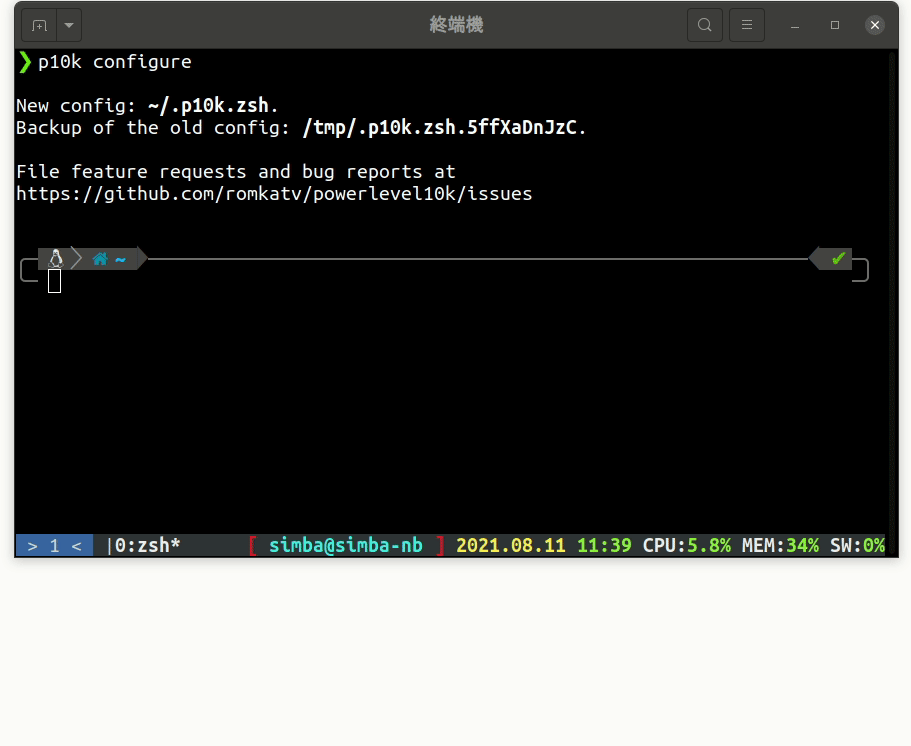 終端機
❯ p10k configure
New config: ~/.p10k.zsh.
Backup of the old config: /tmp/.p10k.zsh.5ffXaDnJzC.
File feature requests and bug reports at
https://github.com/romkatv/powerlevel10k/issues
~ ✔
> 1 < |0:zsh* [ simba@simba-nb ] 2021.08.11 11:39 CPU:5.8% MEM:34% SW:0%